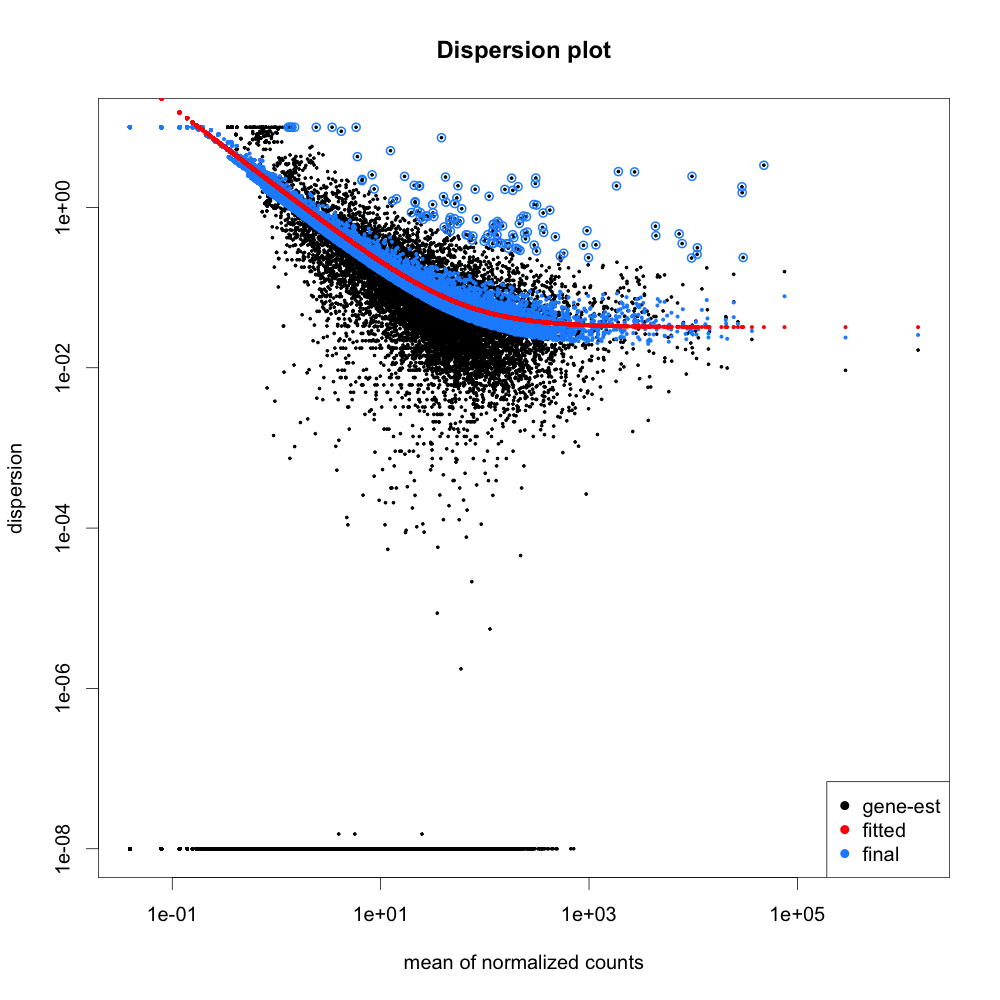 Dispersion plot
dispersion
1e+00
1e-02
1e-04
1e-06
1e-08
gene-est
fitted
final
1e-01
1e+01
1e+03
1e+05
mean of normalized counts